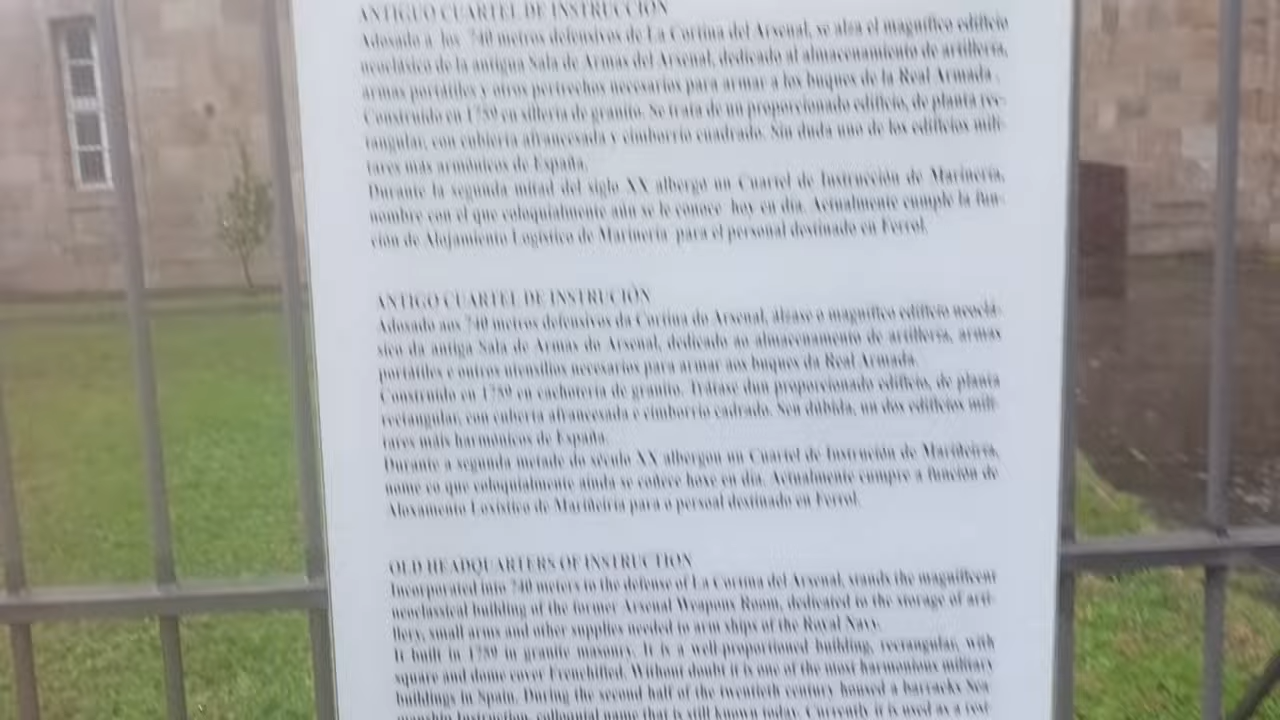 ANTIGUO CUARTEL DE INSTRUCCIÓN
Adosado a los 740 metros defensivos de La Cortina del Arsenal, se alza el magnífico edificio
neoclásico de la antigua Sala de Armas del Arsenal, dedicado al almacenamiento de artillería,
armas portátiles y otros pertrechos necesarios para armar a los buques de la Real Armada .
Construido en 1759 en sillería de granito. Se trata de un proporcionado edificio, de planta rec-
tangular, con cubierta afrancesada y cimborrio cuadrado. Sin duda uno de los edificios mili-
tares más armónicos de España.
Durante la segunda mitad del siglo XX albergó un Cuartel de Instrucción de Marinería,
nombre con el que coloquialmente aún se le conoce hoy en día. Actualmente cumple la fun-
ción de Alojamiento Logístico de Marinería para el personal destinado en Ferrol.
ANTIGO CUARTEL DE INSTRUCIÓN
Adosado aos 740 metros defensivos da Cortina do Arsenal, álzase o magnífico edificio neoclá-
sico da antiga Sala de Armas do Arsenal, dedicado ao almacenamento de artillería, armas
portátiles e outros utensilios necesarios para armar aos buques da Real Armada.
Construído en 1759 en cachotería de granito. Trátase dun proporcionado edificio, de planta
rectangular, con cuberta afrancesada e cimborrio cadrado. Sen dúbida, un dos edificios mili-
tares máis harmónicos de España.
Durante a segunda metade do século XX albergou un Cuartel de Instrución de Mariñeiría,
nome co que coloquialmente aínda se coñece hoxe en día. Actualmente cumpre a función de
Aloxamento Loxístico de Mariñeiría para o persoal destinado en Ferrol.
OLD HEADQUARTERS OF INSTRUCTION
Incorporated into 740 meters in the defense of La Cortina del Arsenal, stands the magnificent
neoclassical building of the former Arsenal Weapons Room, dedicated to the storage of arti-
llery, small arms and other supplies needed to arm ships of the Royal Navy.
It built in 1759 in granite masonry. It is a well-proportioned building, rectangular, with
square and dome cover Frenchified. Without doubt it is one of the most harmonious military
buildings in Spain. During the second half of the twentieth century housed a barracks
Instruction, colloquial name that is still known today. Currently it is used as a